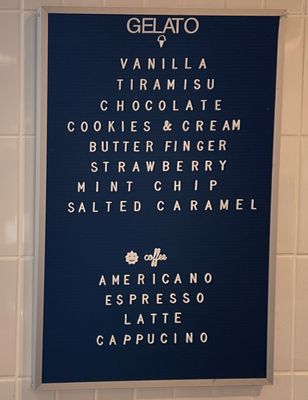 GELATO
VANILLA
TIRAMISU
CHOCOLATE
COOKIES & CREAM
BUTTER FINGER
STRAWBERRY
MINT CHIP
SALTED CARAMEL
coffee
AMERICANO
ESPRESSO
LATTE
CAPPUCINO